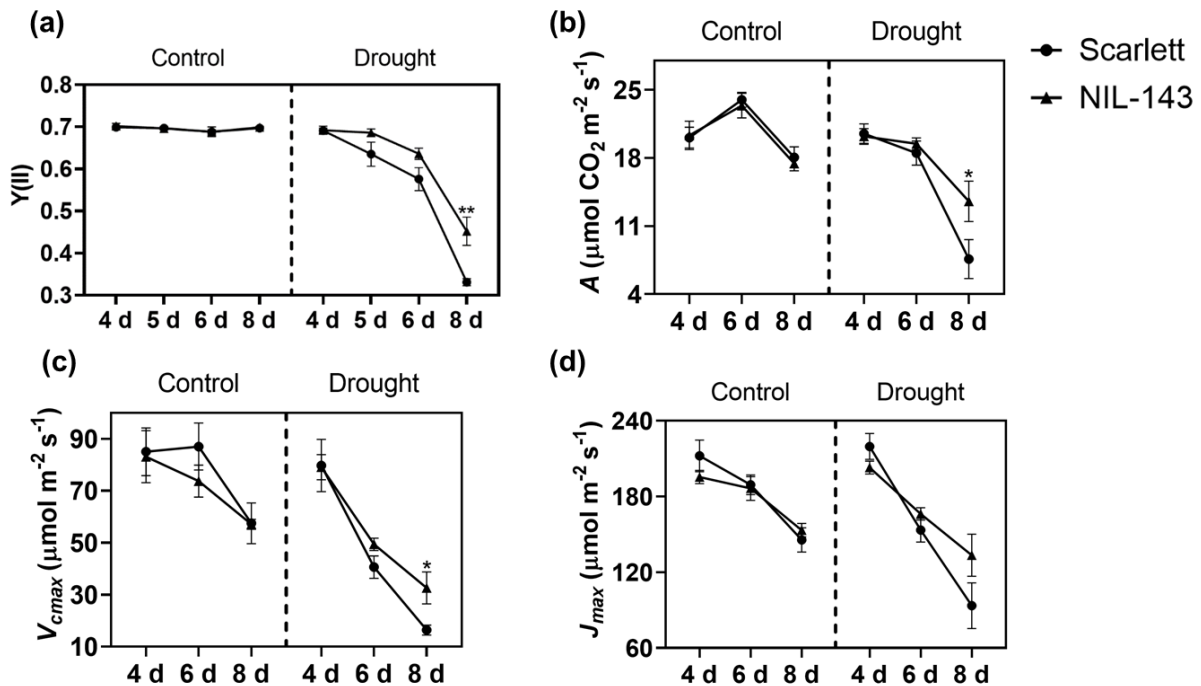 (a)
Control Drought
0.8
0.7
0.6
0.5
0.4
0.3
Y(II)
**
4 d 5 d 6 d 8 d 4 d 5 d 6 d 8 d
(b)
Control Drought
25
18
11
4
A (μmol CO2 m−2 s−1)
*
4 d 6 d 8 d 4 d 6 d 8 d
Scarlett
NIL-143
(c)
Control Drought
90
70
50
30
10
Vcmax (μmol m−2 s−1)
*
4 d 6 d 8 d 4 d 6 d 8 d
(d)
Control Drought
240
180
120
60
Jmax (μmol m−2 s−1)
4 d 6 d 8 d 4 d 6 d 8 d